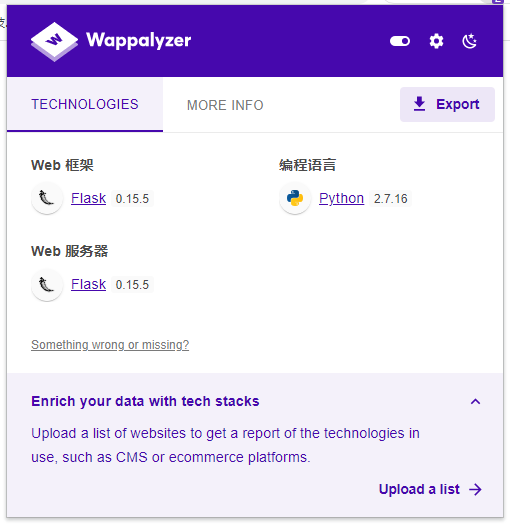 Wappalyzer
TECHNOLOGIES
MORE INFO
Export
Web 框架
Flask 0.15.5
编程语言
Python 2.7.16
Web 服务器
Flask 0.15.5
Something wrong or missing?
Enrich your data with tech stacks
Upload a list of websites to get a report of the technologies in
use, such as CMS or ecommerce platforms.
Upload a list